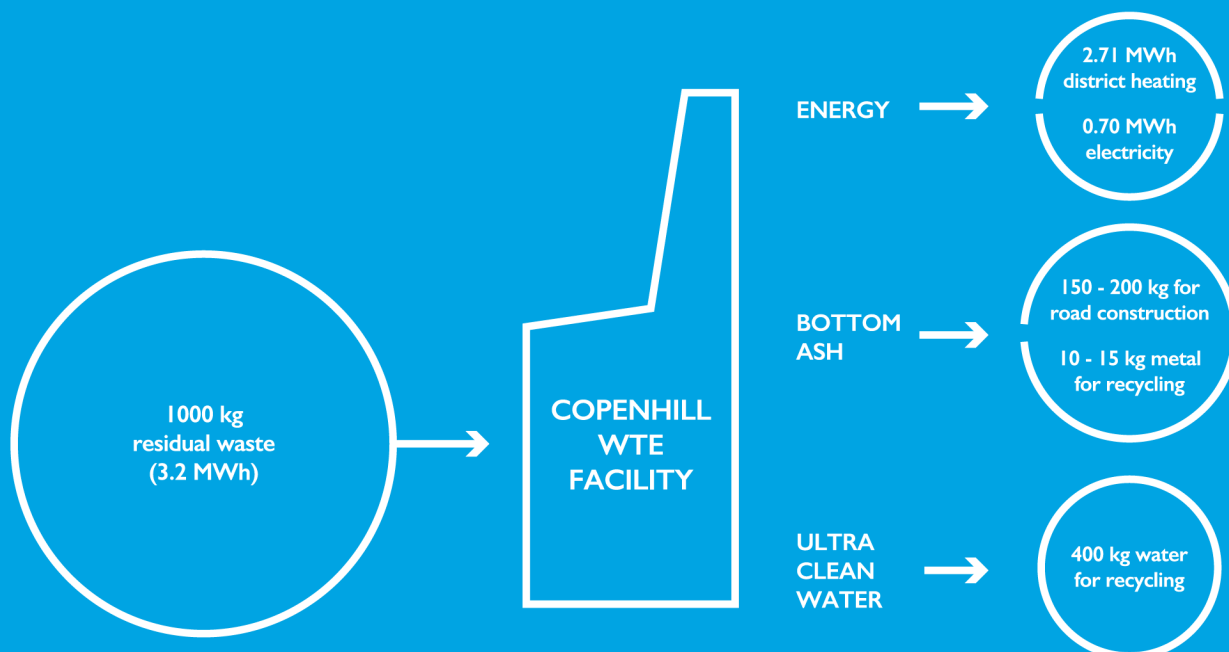 1000 kg
residual waste
(3.2 MWh)
COPENHILL
WTE
FACILITY
ENERGY
2.71 MWh
district heating
0.70 MWh
electricity
BOTTOM
ASH
150 - 200 kg for
road construction
10 - 15 kg metal
for recycling
ULTRA
CLEAN
WATER
400 kg water
for recycling